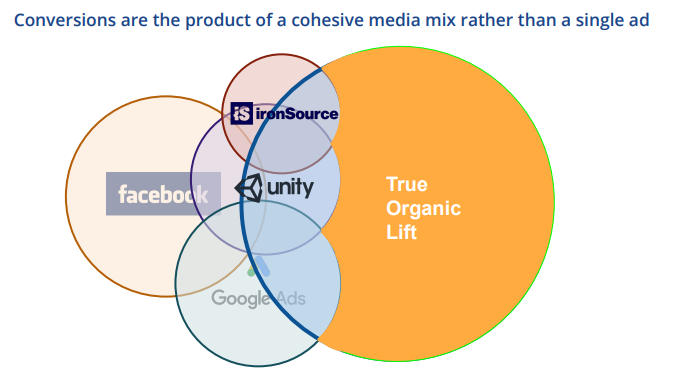 Conversions are the product of a cohesive media mix rather than a single ad
iS ironSource
facebook
unity
True
Organic
Lift
Google Ads